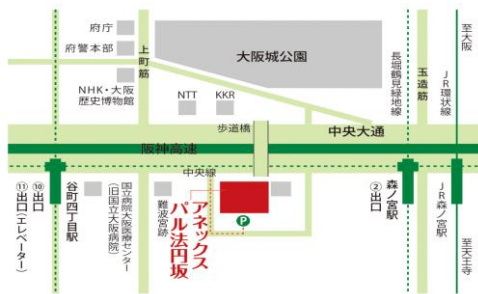 府庁
府警本部
NHK・大阪
歴史博物館
上町筋
大阪城公園
NTT
KKR
歩道橋
中央大通
阪神高速
中央線
長堀鶴見緑地線
玉造筋
至大阪
JR環状線
谷町四丁目駅
⑩出口
⑪出口(エレベーター)
国立病院大阪医療センター
(旧国立大阪病院)
難波宮跡
アネックス
パル法円坂
P
森ノ宮駅
②出口
JR森ノ宮駅
至天王寺